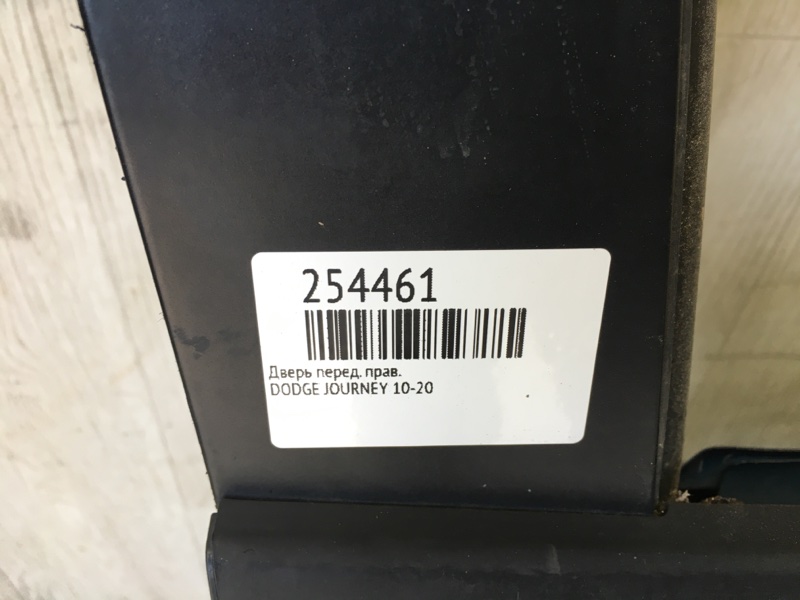 254461
Дверь перед. прав.
DODGE JOURNEY 10-20